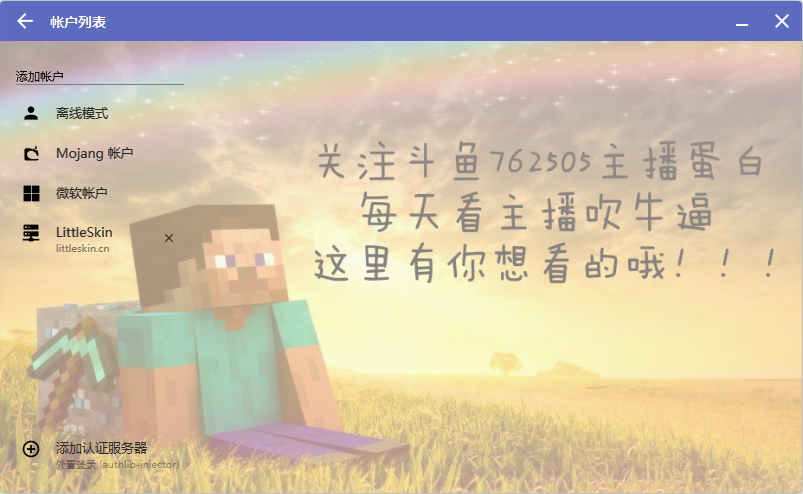 帐户列表
添加帐户
离线模式
Mojang 帐户
微软帐户
LittleSkin
littleskin.cn
添加认证服务器
外置登录 (authlib-injector)
关注斗鱼762505主播蛋白
每天看主播吹牛逼
这里有你想看的哦！！！